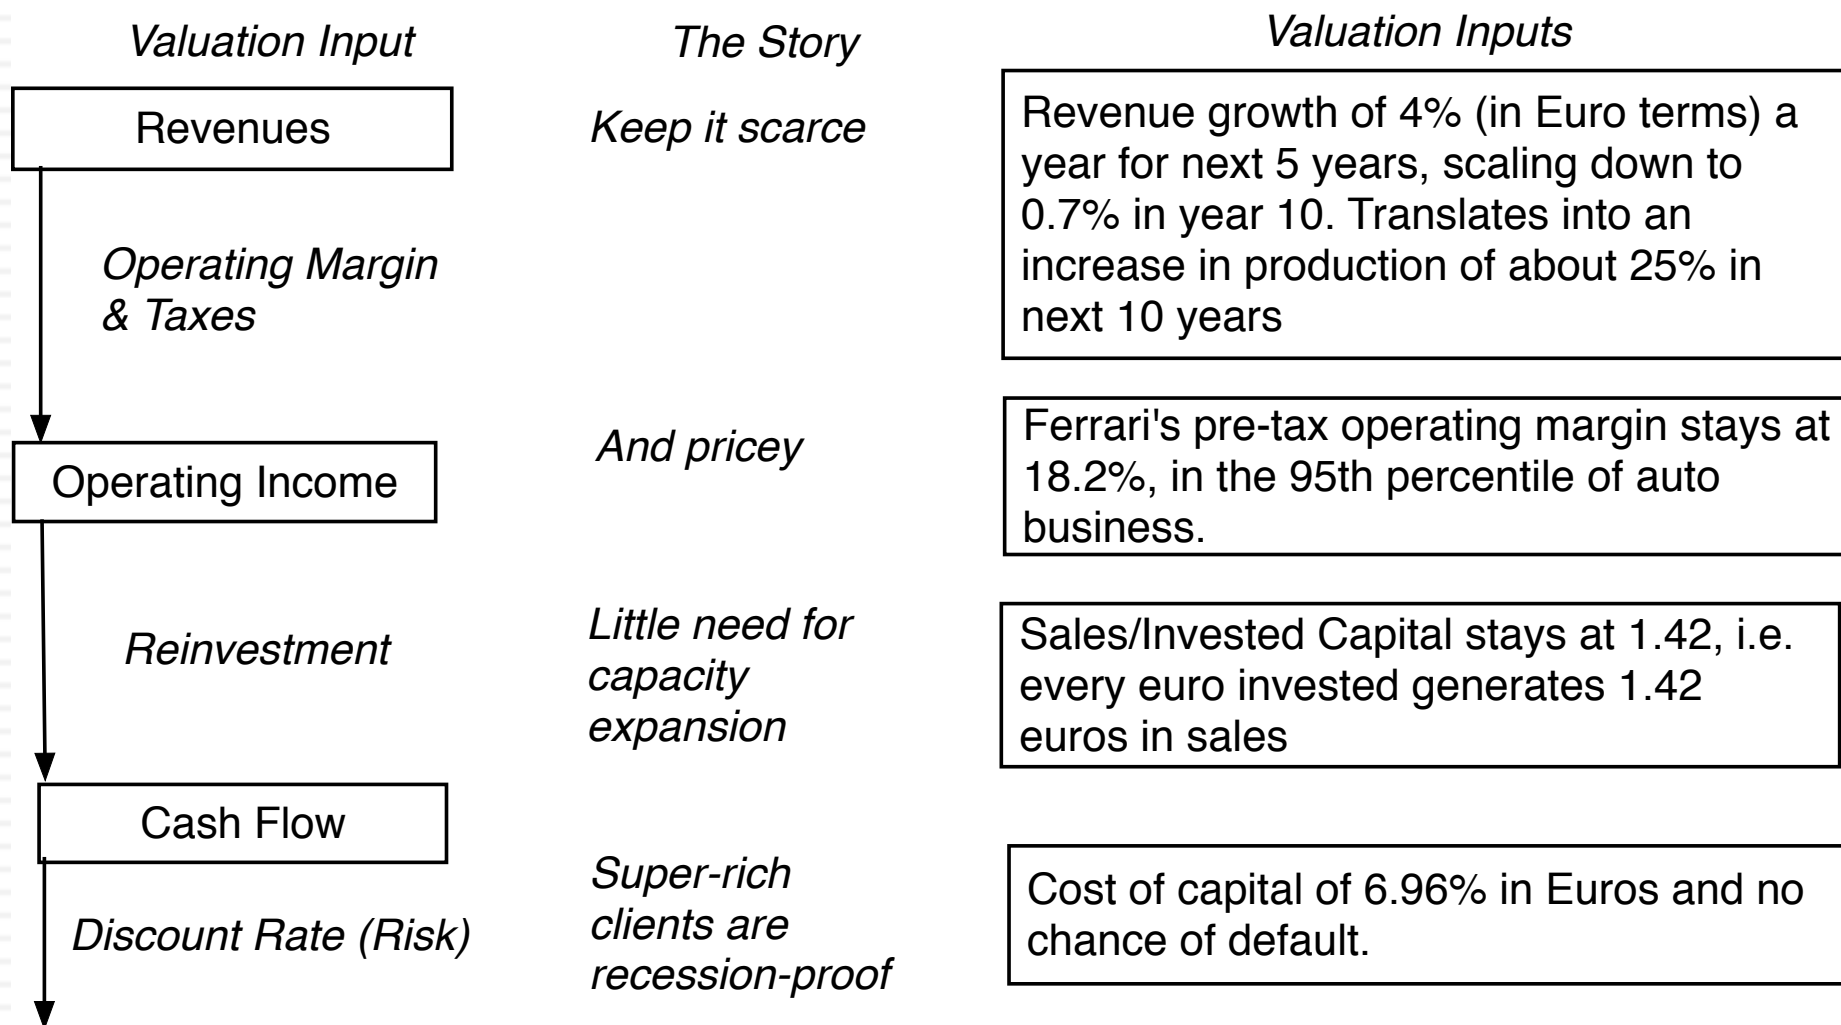 Valuation Input
The Story
Valuation Inputs
Revenues
Keep it scarce
Revenue growth of 4% (in Euro terms) a
year for next 5 years, scaling down to
0.7% in year 10. Translates into an
increase in production of about 25% in
next 10 years
Operating Margin
& Taxes
Operating Income
And pricey
Ferrari's pre-tax operating margin stays at
18.2%, in the 95th percentile of auto
business.
Reinvestment
Little need for
capacity
expansion
Sales/Invested Capital stays at 1.42, i.e.
every euro invested generates 1.42
euros in sales
Cash Flow
Discount Rate (Risk)
Super-rich
clients are
recession-proof
Cost of capital of 6.96% in Euros and no
chance of default.